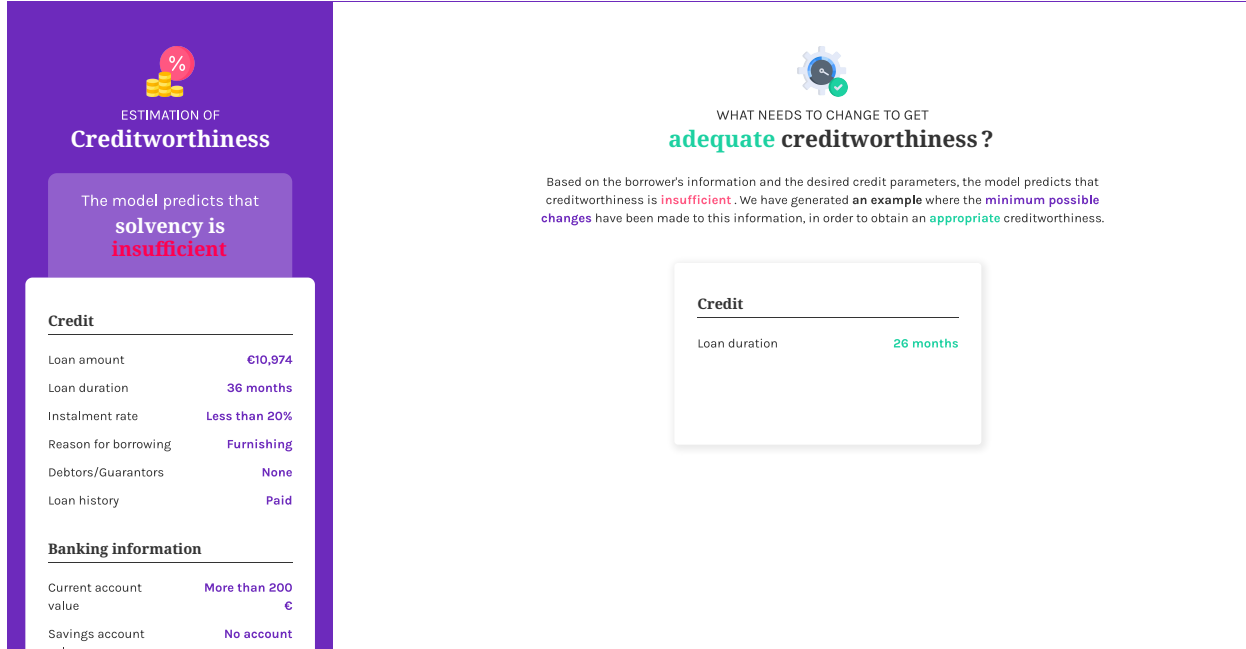 %
ESTIMATION OF
Creditworthiness
The model predicts that
solvency is
insufficient
Credit
Loan amount €10,974
Loan duration 36 months
Instalment rate Less than 20%
Reason for borrowing Furnishing
Debtors/Guarantors None
Loan history Paid
Banking information
Current account More than 200
value €
Savings account No account
WHAT NEEDS TO CHANGE TO GET
adequate creditworthiness ?
Based on the borrower's information and the desired credit parameters, the model predicts that
creditworthiness is insufficient . We have generated an example where the minimum possible
changes have been made to this information, in order to obtain an appropriate creditworthiness.
Credit
Loan duration 26 months